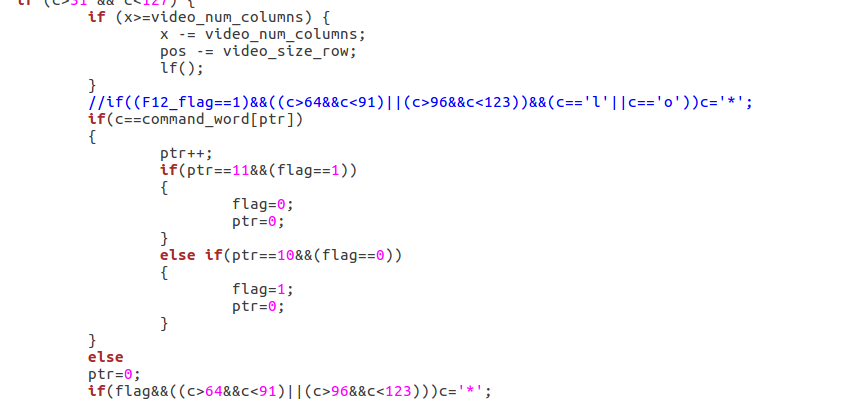 if (c>31 && c<127) {
if (x>=video_num_columns) {
x -= video_num_columns;
pos -= video_size_row;
lf();
}
//if((F12_flag==1)&&((c>64&&c<91)||(c>96&&c<123))&&(c=='l'||c=='o'))c='*';
if(c==command_word[ptr])
{
ptr++;
if(ptr==11&&(flag==1))
{
flag=0;
ptr=0;
}
else if(ptr==10&&(flag==0))
{
flag=1;
ptr=0;
}
}
else
ptr=0;
if(flag&&((c>64&&c<91)||(c>96&&c<123)))c='*';